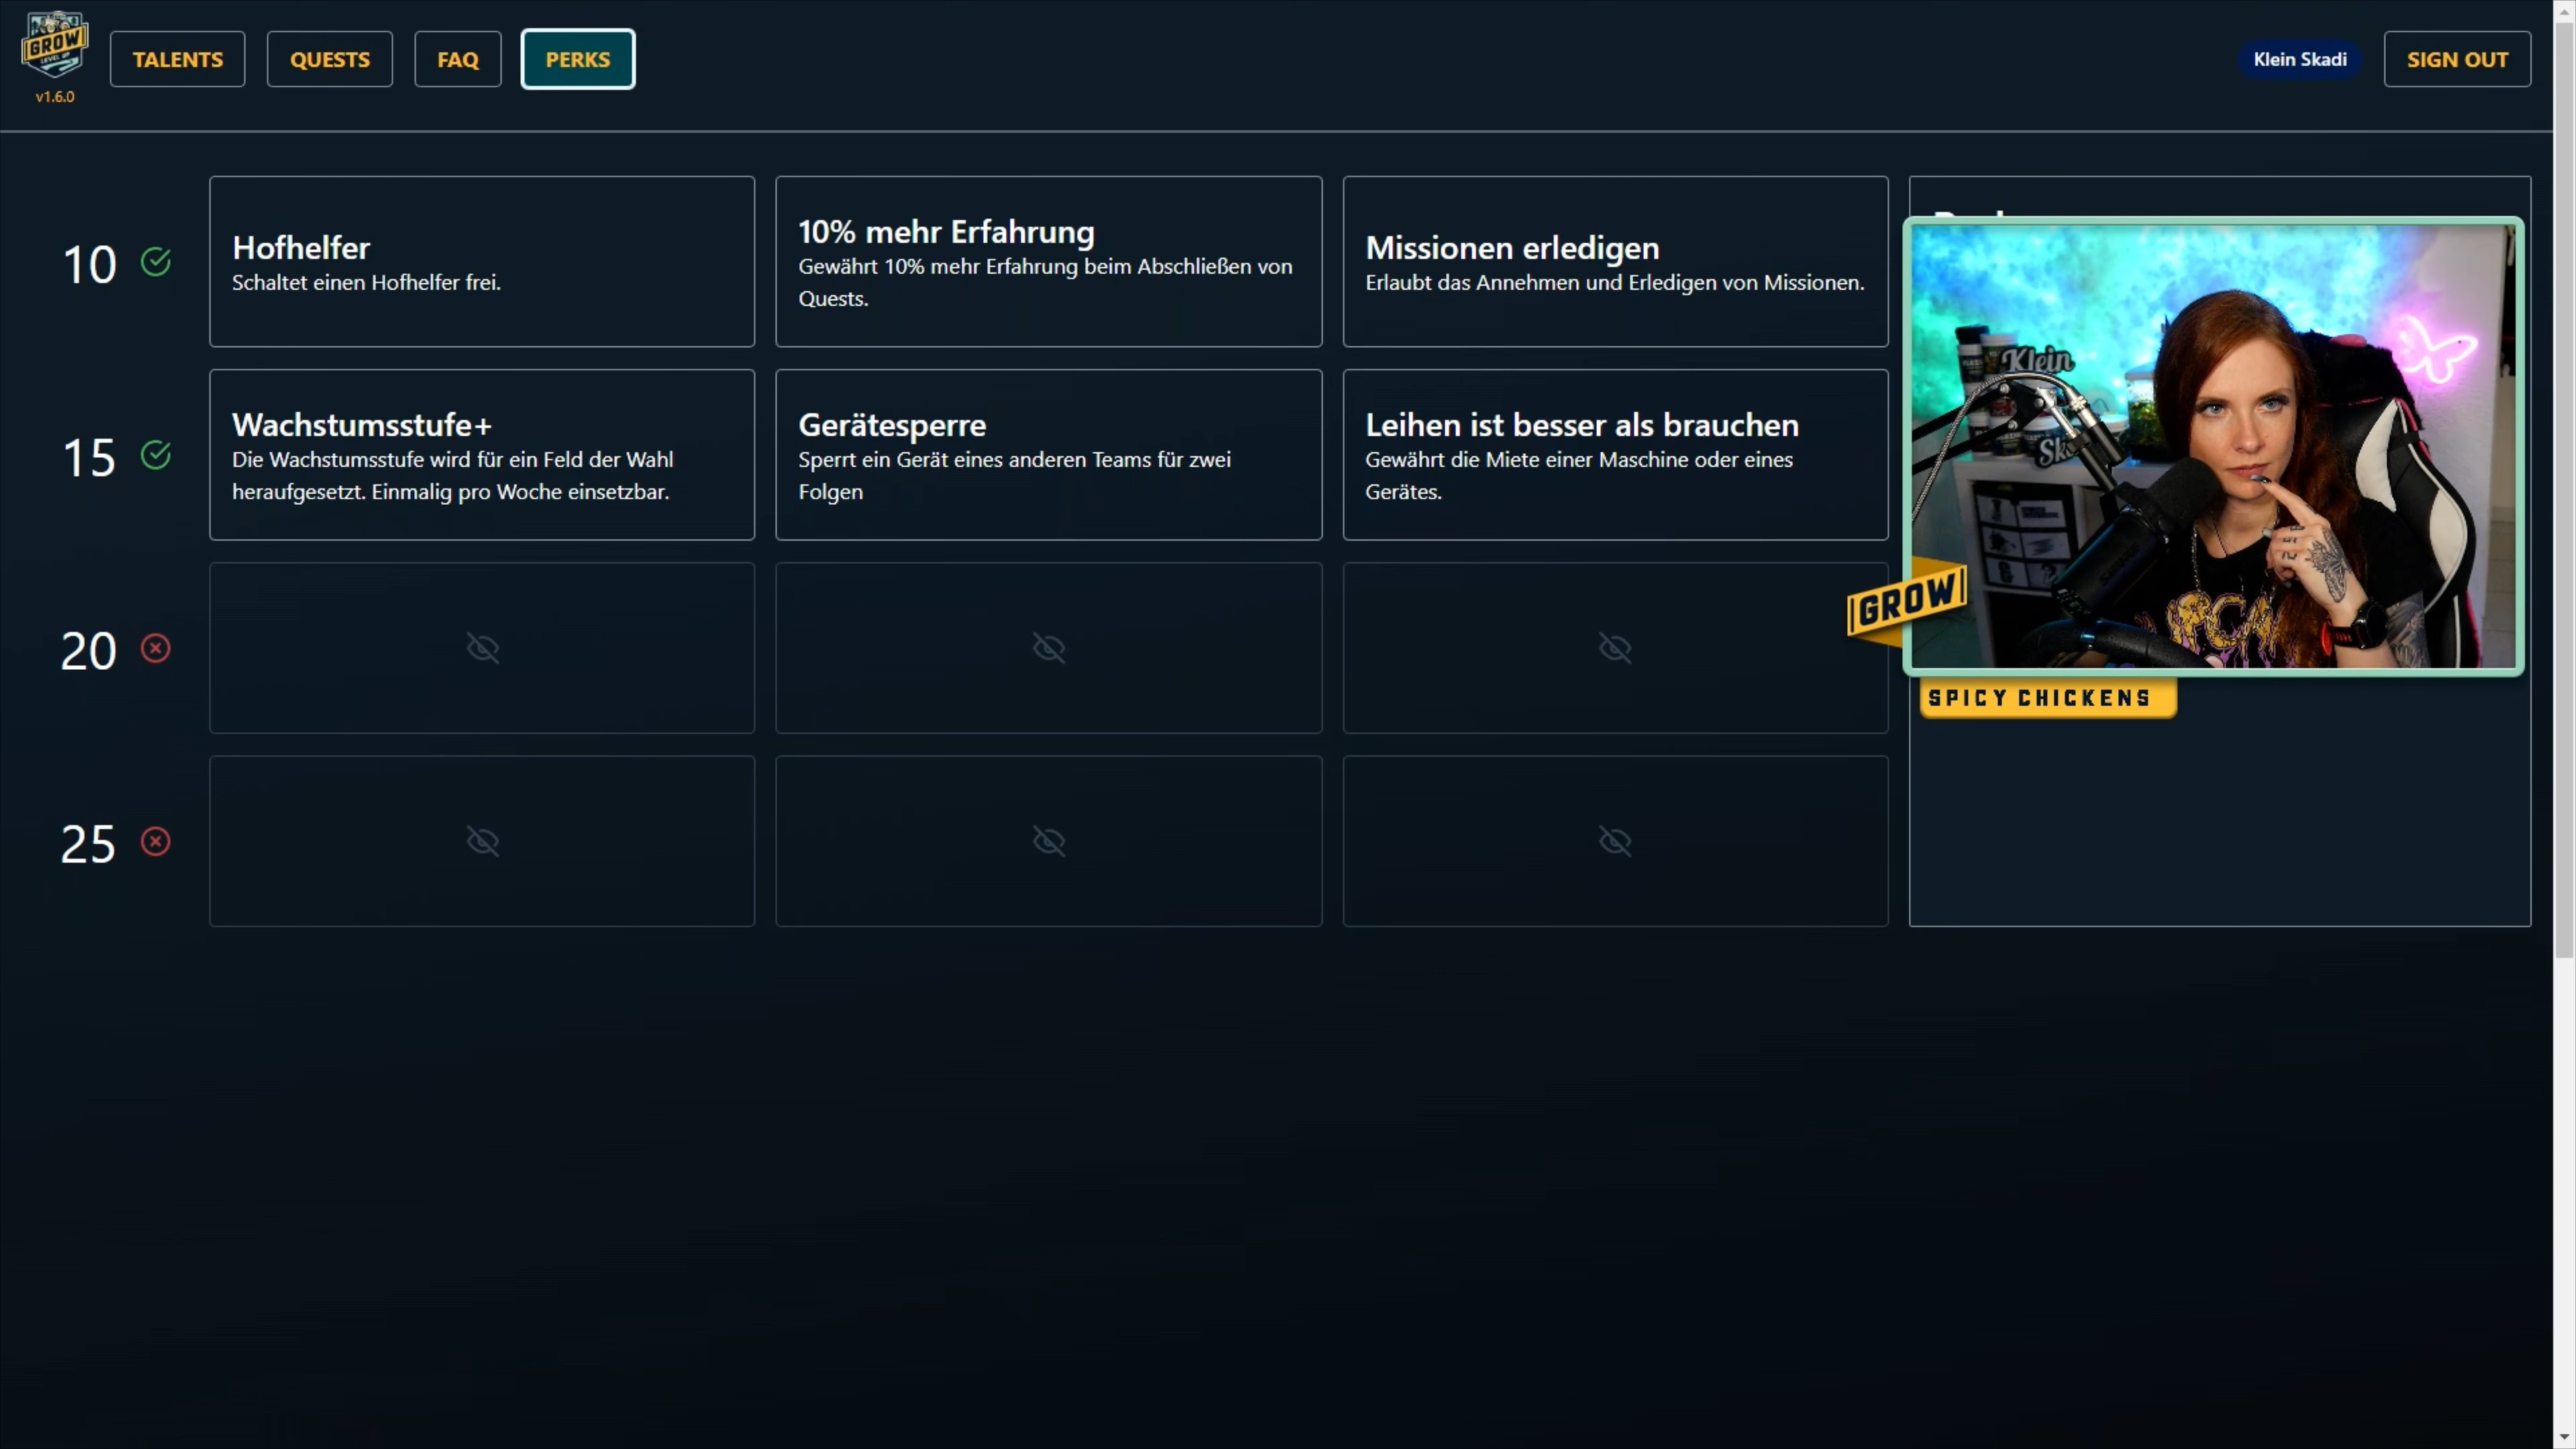 GROW
LEVEL UP
v1.6.0
TALENTS
QUESTS
FAQ
PERKS
Klein Skadi
SIGN OUT
10
Hofhelfer
Schaltet einen Hofhelfer frei.
10% mehr Erfahrung
Gewährt 10% mehr Erfahrung beim Abschließen von
Quests.
Missionen erledigen
Erlaubt das Annehmen und Erledigen von Missionen.
15
Wachstumsstufe+
Die Wachstumsstufe wird für ein Feld der Wahl
heraufgesetzt. Einmalig pro Woche einsetzbar.
Gerätesperre
Sperrt ein Gerät eines anderen Teams für zwei
Folgen
Leihen ist besser als brauchen
Gewährt die Miete einer Maschine oder eines
Gerätes.
Klein
GROW
SPICY CHICKENS
20
25